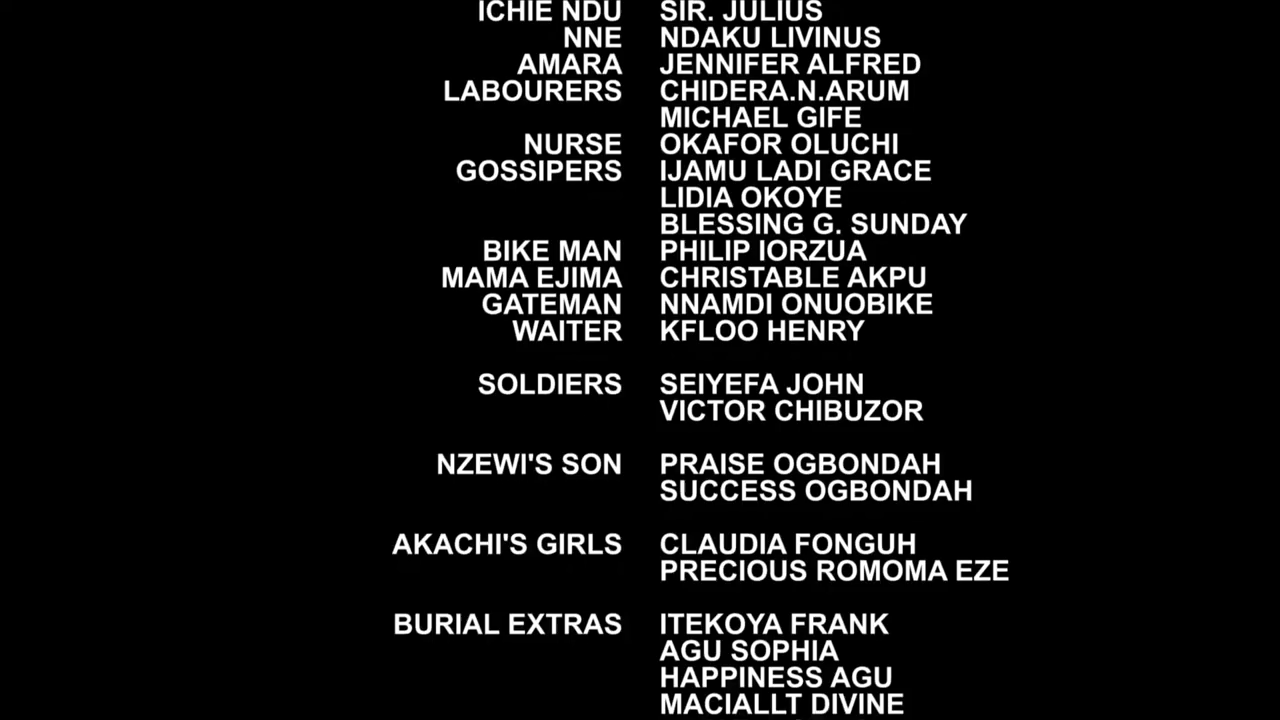 ICHIE NDU SIR. JULIUS
NNE NDAKU LIVINUS
AMARA JENNIFER ALFRED
LABOURERS CHIDERA.N.ARUM
MICHAEL GIFE
NURSE OKAFOR OLUCHI
GOSSIPERS IJAMU LADI GRACE
LIDIA OKOYE
BLESSING G. SUNDAY
BIKE MAN PHILIP IORZUA
MAMA EJIMA CHRISTABLE AKPU
GATEMAN NNAMDI ONUOBIKE
WAITER KFLOO HENRY
SOLDIERS SEIYEFA JOHN
VICTOR CHIBUZOR
NZEWI'S SON PRAISE OGBONDAH
SUCCESS OGBONDAH
AKACHI'S GIRLS CLAUDIA FONGUH
PRECIOUS ROMOMA EZE
BURIAL EXTRAS ITEKOYA FRANK
AGU SOPHIA
HAPPINESS AGU
MACIALLT DIVINE